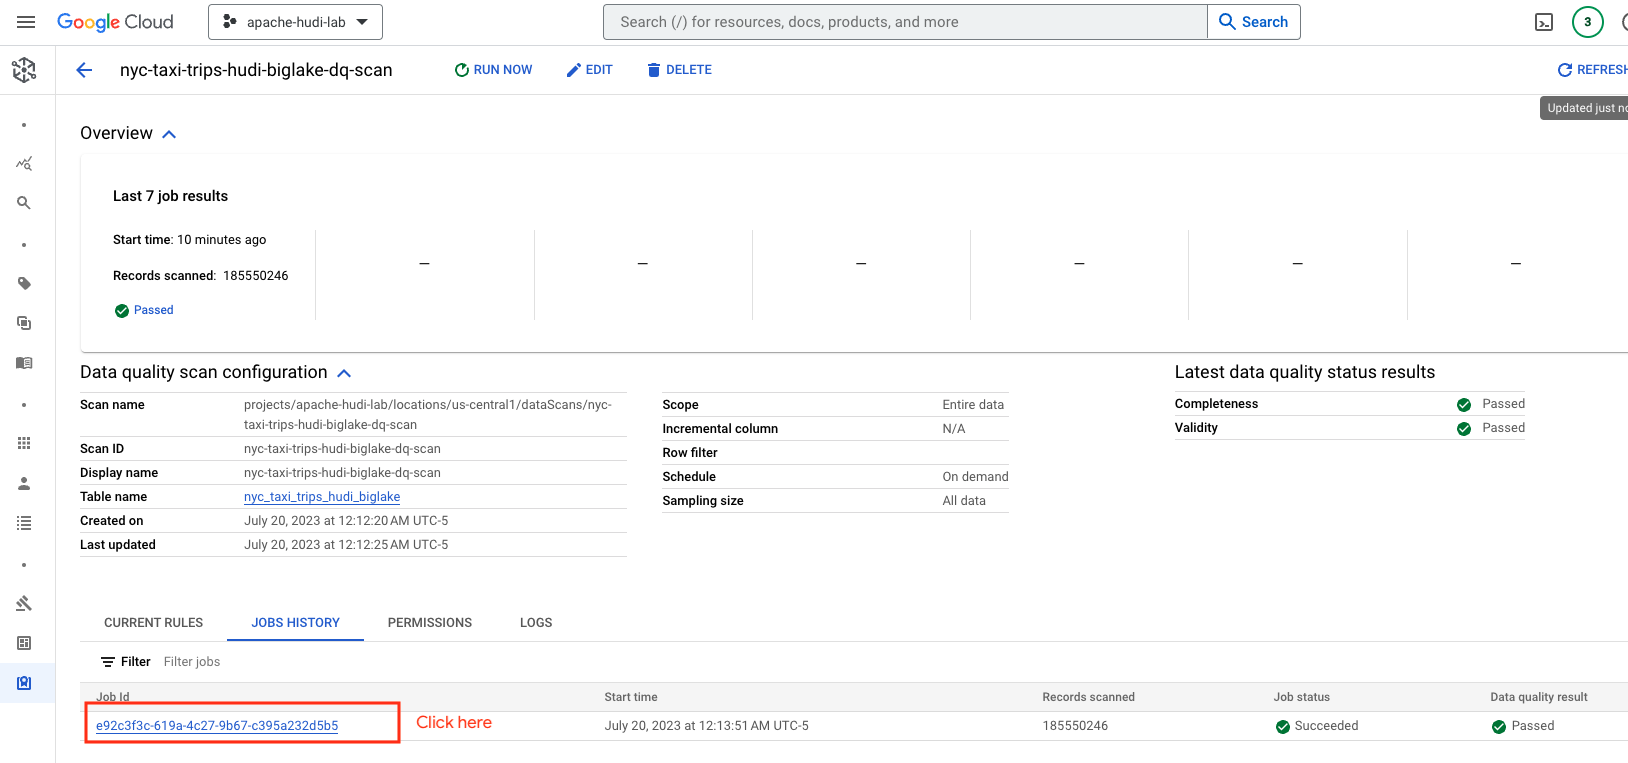 Google Cloud
apache-hudi-lab
Search (/) for resources, docs, products, and more
Search
3
nyc-taxi-trips-hudi-biglake-dq-scan
RUN NOW
EDIT
DELETE
REFRESH
Updated just no
Overview
Last 7 job results
Start time: 10 minutes ago
Records scanned: 185550246
Passed
— — — — — —
Data quality scan configuration
Scan name projects/apache-hudi-lab/locations/us-central1/dataScans/nyc-
taxi-trips-hudi-biglake-dq-scan
Scan ID nyc-taxi-trips-hudi-biglake-dq-scan
Display name nyc-taxi-trips-hudi-biglake-dq-scan
Table name nyc_taxi_trips_hudi_biglake
Created on July 20, 2023 at 12:12:20 AM UTC-5
Last updated July 20, 2023 at 12:12:25 AM UTC-5
Scope Entire data
Incremental column N/A
Row filter
Schedule On demand
Sampling size All data
Latest data quality status results
Completeness Passed
Validity Passed
CURRENT RULES JOBS HISTORY PERMISSIONS LOGS
Filter Filter jobs
Job Id Start time Records scanned Job status Data quality result
e92c3f3c-619a-4c27-9b67-c395a232d5b5 Click here July 20, 2023 at 12:13:51 AM UTC-5 185550246 Succeeded Passed